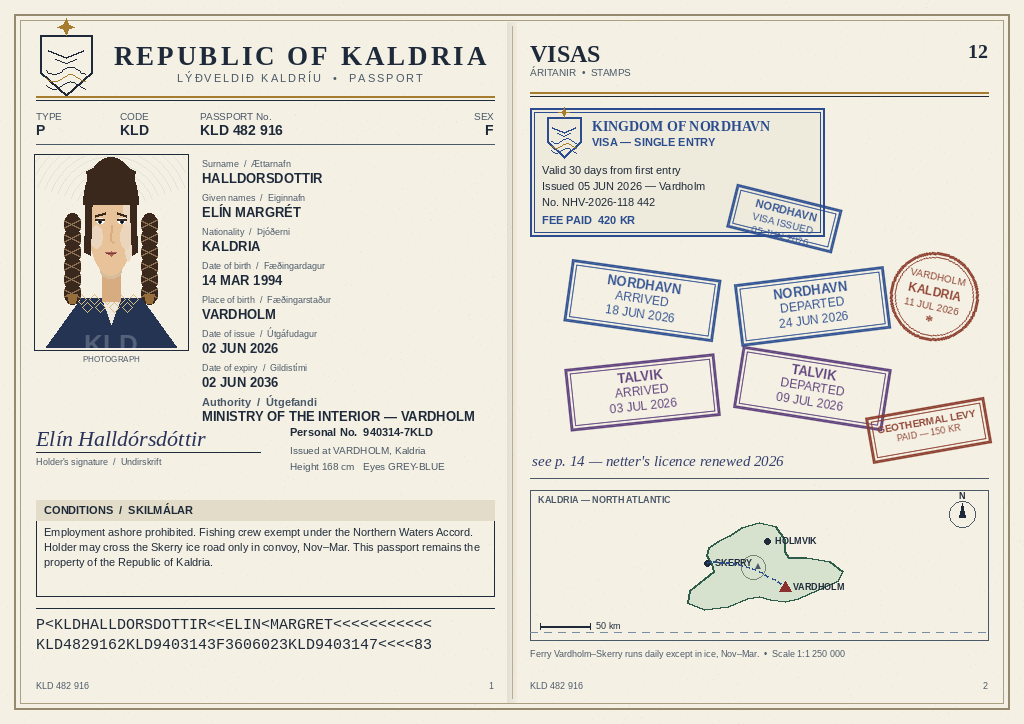 REPUBLIC OF KALDRIA
LÝÐVELDIÐ KALDRÍU • PASSPORT
TYPE CODE PASSPORT No. SEX
P KLD KLD 482 916 F
KLD
PHOTOGRAPH
Surname / Ættarnafn
HALLDORSDOTTIR
Given names / Eiginnafn
ELÍN MARGRÉT
Nationality / Þjóðerni
KALDRIA
Date of birth / Fæðingardagur
14 MAR 1994
Place of birth / Fæðingarstaður
VARDHOLM
Date of issue / Útgáfudagur
02 JUN 2026
Date of expiry / Gildistími
02 JUN 2036
Authority / Útgefandi
MINISTRY OF THE INTERIOR — VARDHOLM
Elín Halldórsdóttir
Holder's signature / Undirskrift
Personal No. 940314-7KLD
Issued at VARDHOLM, Kaldria
Height 168 cm Eyes GREY-BLUE
CONDITIONS / SKILMÁLAR
Employment ashore prohibited. Fishing crew exempt under the Northern Waters Accord.
Holder may cross the Skerry ice road only in convoy, Nov–Mar. This passport remains the
property of the Republic of Kaldria.
P<KLDHALLDORSDOTTIR<<ELIN<MARGRET<<<<<<<<<<<
KLD4829162KLD9403143F3606023KLD9403147<<<<83
KLD 482 916 1
VISAS 12
ÁRITANIR • STAMPS
KINGDOM OF NORDHAVN
VISA — SINGLE ENTRY
Valid 30 days from first entry
Issued 05 JUN 2026 — Vardholm
No. NHV-2026-118 442
FEE PAID 420 KR
NORDHAVN
VISA ISSUED
05 JUN 2026
NORDHAVN
ARRIVED
18 JUN 2026
NORDHAVN
DEPARTED
24 JUN 2026
VARDHOLM
KALDRIA
11 JUL 2026
✻
TALVIK
ARRIVED
03 JUL 2026
TALVIK
DEPARTED
09 JUL 2026
GEOTHERMAL LEVY
PAID — 150 KR
see p. 14 — netter's licence renewed 2026
KALDRIA — NORTH ATLANTIC
N
HOLMVIK
SKERRY
VARDHOLM
50 km
Ferry Vardholm–Skerry runs daily except in ice, Nov–Mar. • Scale 1:1 250 000
KLD 482 916 2